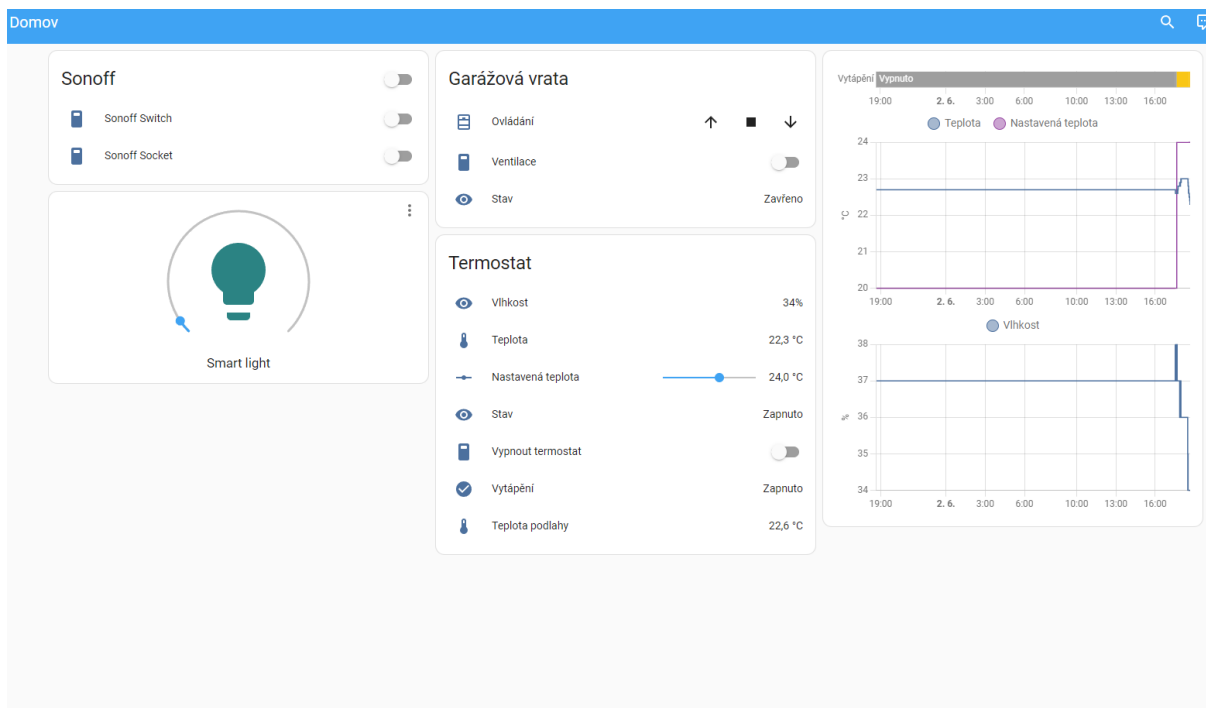 Domov
Sonoff
Sonoff Switch
Sonoff Socket
Smart light
Garážová vrata
Ovládání
Ventilace
Stav Zavřeno
Termostat
Vlhkost 34%
Teplota 22,3 °C
Nastavená teplota 24,0 °C
Stav Zapnuto
Vypnout termostat
Vytápění Zapnuto
Teplota podlahy 22,6 °C
Vytápění Vypnuto
19:00 2. 6. 3:00 6:00 10:00 13:00 16:00
Teplota Nastavená teplota
24
23
°C
22
21
20
19:00 2. 6. 3:00 6:00 10:00 13:00 16:00
Vlhkost
38
37
%
36
35
34
19:00 2. 6. 3:00 6:00 10:00 13:00 16:00